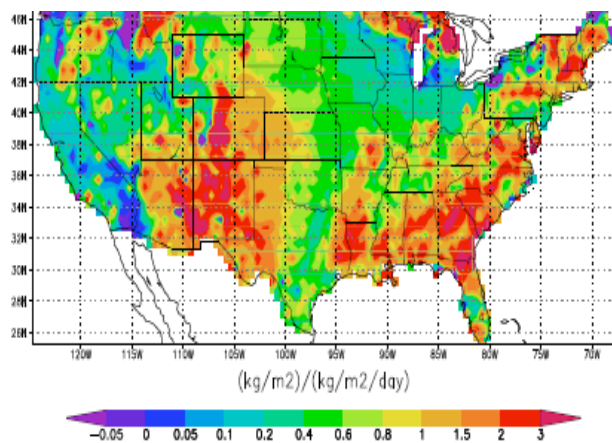 46N
44N
42N
40N
38N
36N
34N
32N
30N
28N
26N
120W 115W 110W 105W 100W 95W 90W 85W 80W 75W 70W
(kg/m2)/(kg/m2/day)
-0.05 0 0.05 0.1 0.2 0.4 0.6 0.8 1 1.5 2 3